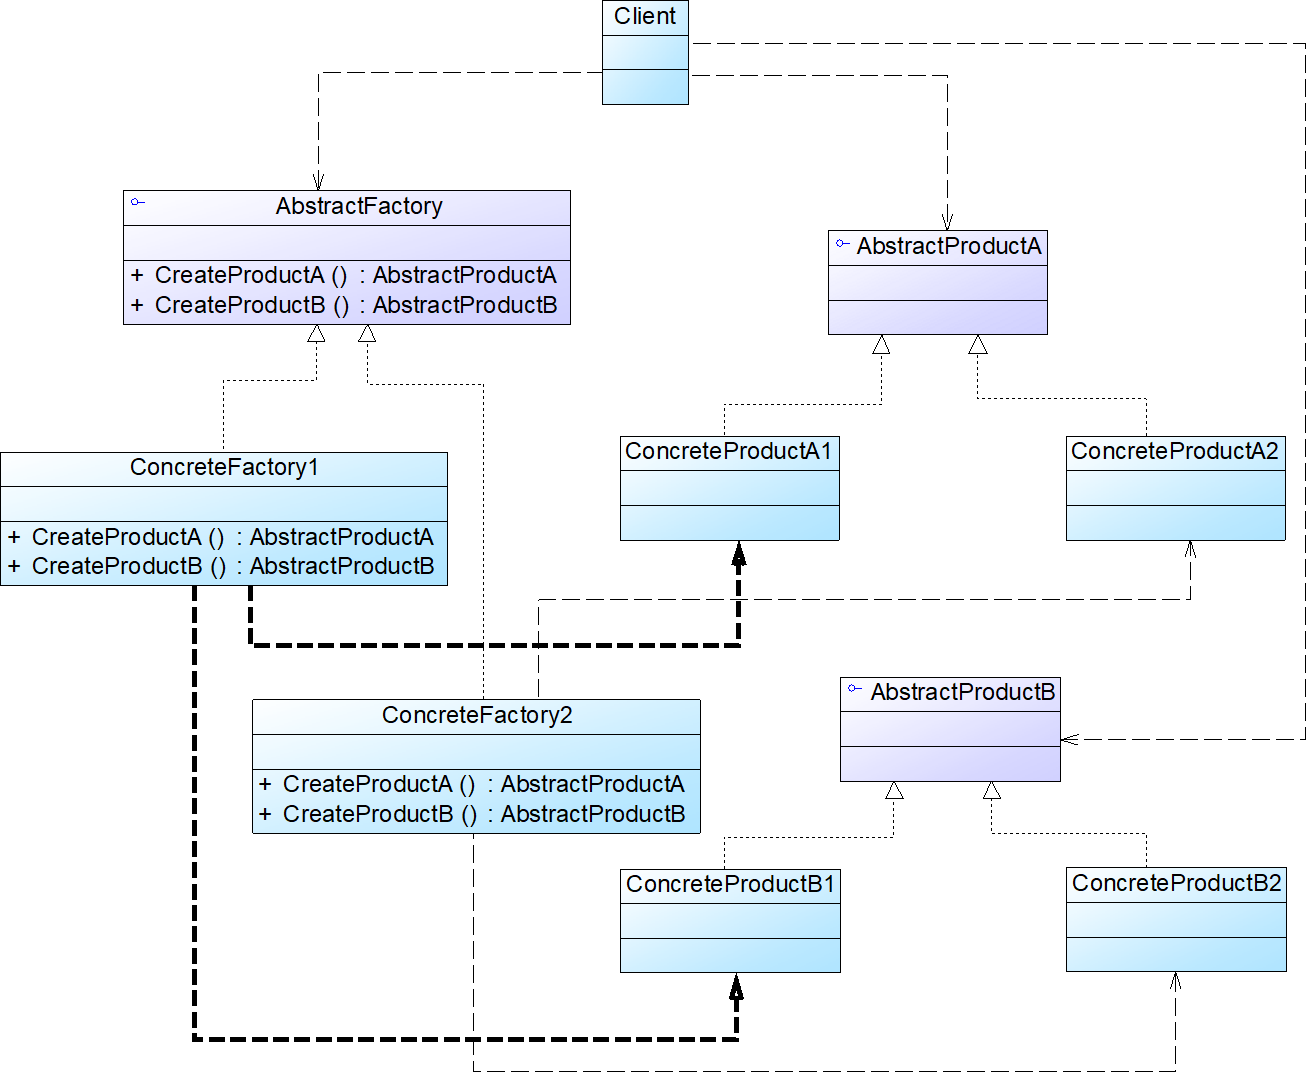 Client
AbstractFactory
+ CreateProductA () : AbstractProductA
+ CreateProductB () : AbstractProductB
AbstractProductA
ConcreteProductA1
ConcreteProductA2
ConcreteFactory1
+ CreateProductA () : AbstractProductA
+ CreateProductB () : AbstractProductB
AbstractProductB
ConcreteFactory2
+ CreateProductA () : AbstractProductA
+ CreateProductB () : AbstractProductB
ConcreteProductB1
ConcreteProductB2